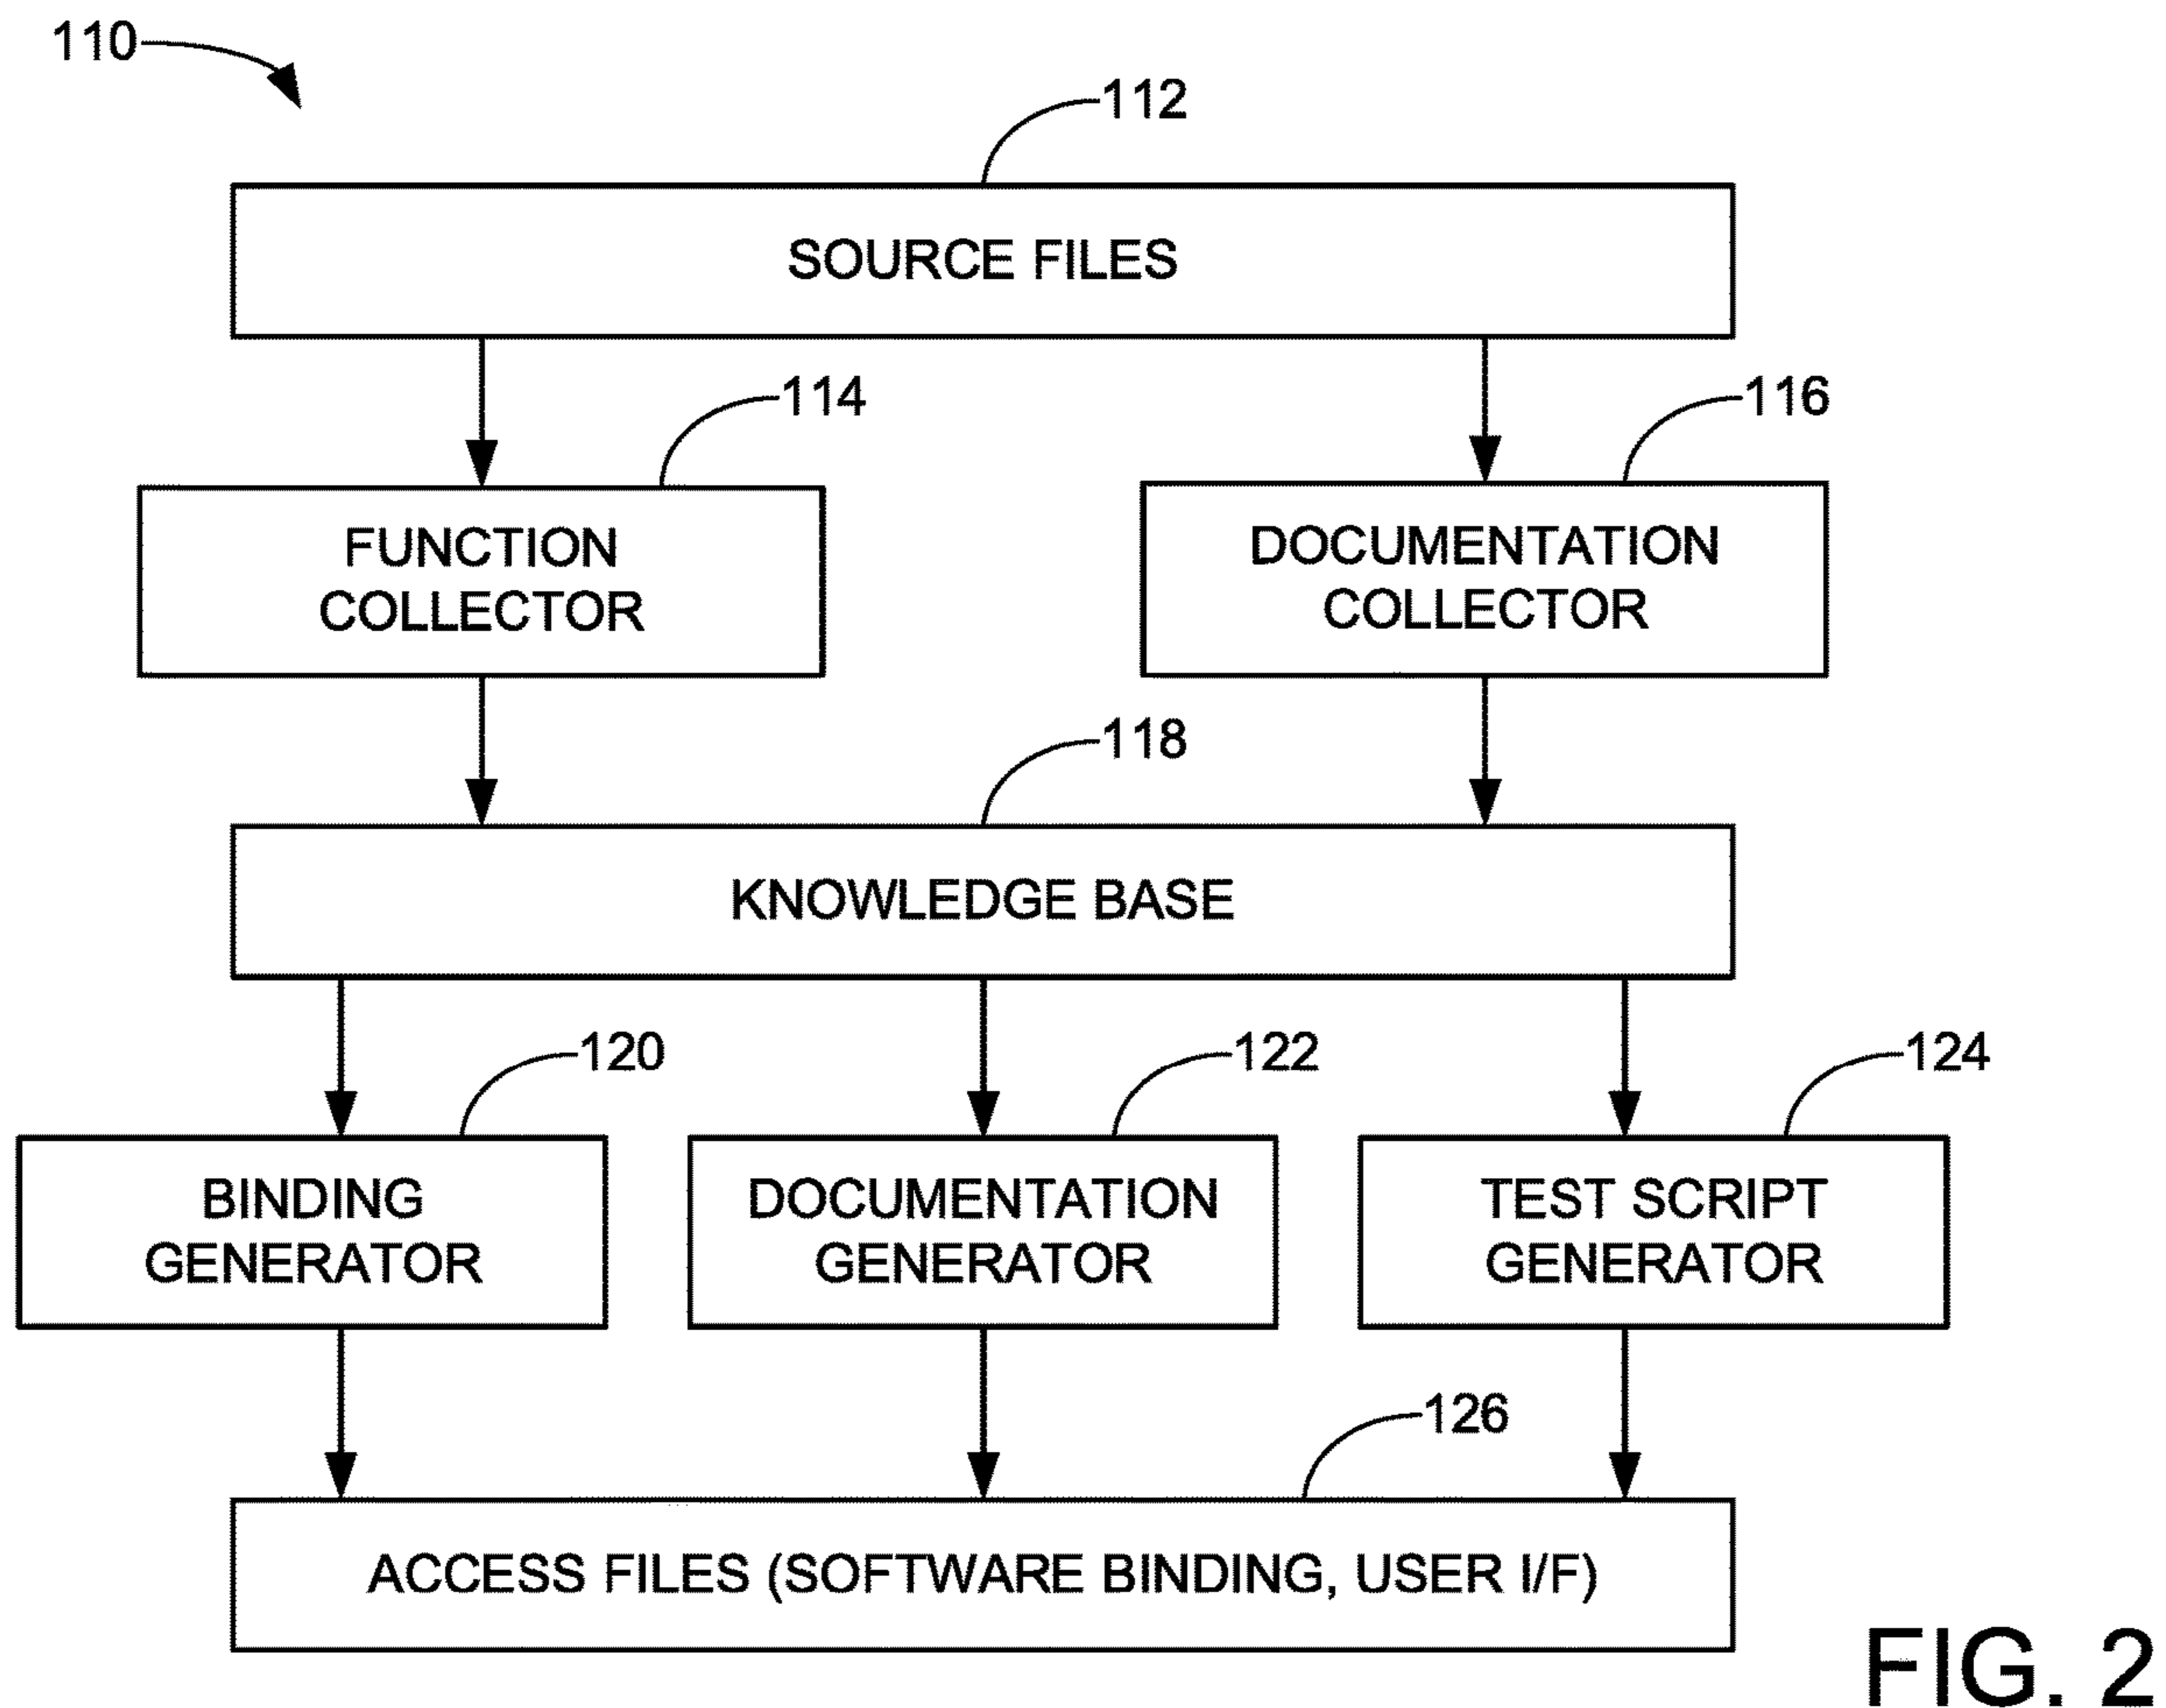 110
112
SOURCE FILES
114
116
FUNCTION
COLLECTOR
DOCUMENTATION
COLLECTOR
118
KNOWLEDGE BASE
120
122
124
BINDING
GENERATOR
DOCUMENTATION
GENERATOR
TEST SCRIPT
GENERATOR
126
ACCESS FILES (SOFTWARE BINDING, USER I/F)
FIG. 2